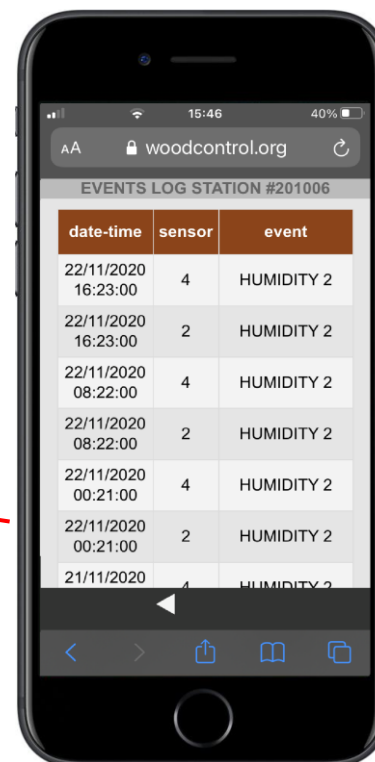 15:46 40%
AA woodcontrol.org
EVENTS LOG STATION #201006
date-time sensor event
22/11/2020
16:23:00 4 HUMIDITY 2
22/11/2020
16:23:00 2 HUMIDITY 2
22/11/2020
08:22:00 4 HUMIDITY 2
22/11/2020
08:22:00 2 HUMIDITY 2
22/11/2020
00:21:00 4 HUMIDITY 2
22/11/2020
00:21:00 2 HUMIDITY 2
21/11/2020
4 HUMIDITY 2